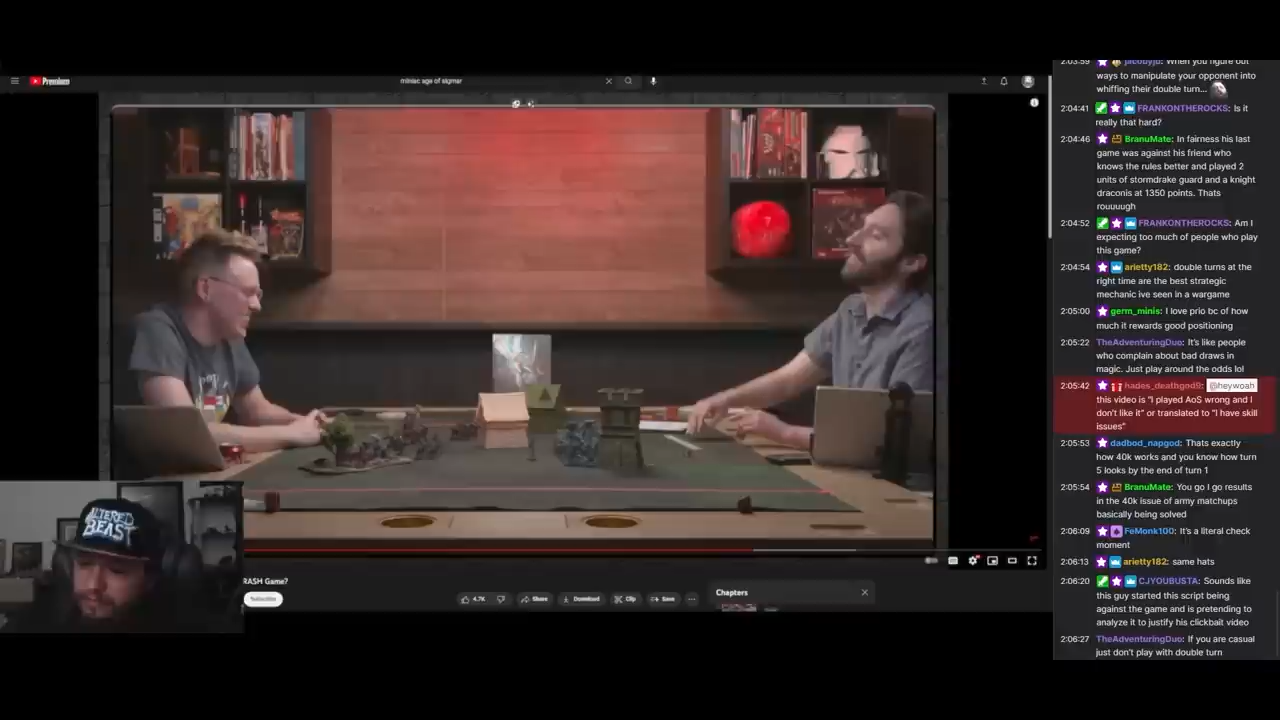 Premium
miniac age of sigmar
ALTERED
BEAST
RASH Game?
Subscribe
4.7K
Share
Download
Clip
Save
Chapters
2:03:59 jacobyjd: When you figure out
ways to manipulate your opponent into
whiffing their double turn...
2:04:41 FRANKONTHEROCKS: Is it
really that hard?
2:04:46 BranuMate: In fairness his last
game was against his friend who
knows the rules better and played 2
units of stormdrake guard and a knight
draconis at 1350 points. Thats
rouuuugh
2:04:52 FRANKONTHEROCKS: Am I
expecting too much of people who play
this game?
2:04:54 arietty182: double turns at the
right time are the best strategic
mechanic ive seen in a wargame
2:05:00 germ_minis: I love prio bc of how
much it rewards good positioning
2:05:22 TheAdventuringDuo: It's like people
who complain about bad draws in
magic. Just play around the odds lol
2:05:42 hades_deathgod9: @heywoah
this video is "I played AoS wrong and I
don't like it" or translated to "I have skill
issues"
2:05:53 dadbod_napgod: Thats exactly
how 40k works and you know how turn
5 looks by the end of turn 1
2:05:54 BranuMate: You go I go results
in the 40k issue of army matchups
basically being solved
2:06:09 FeMonk100: It's a literal check
moment
2:06:13 arietty182: same hats
2:06:20 CJYOUBUSTA: Sounds like
this guy started this script being
against the game and is pretending to
analyze it to justify his clickbait video
2:06:27 TheAdventuringDuo: If you are casual
just don't play with double turn